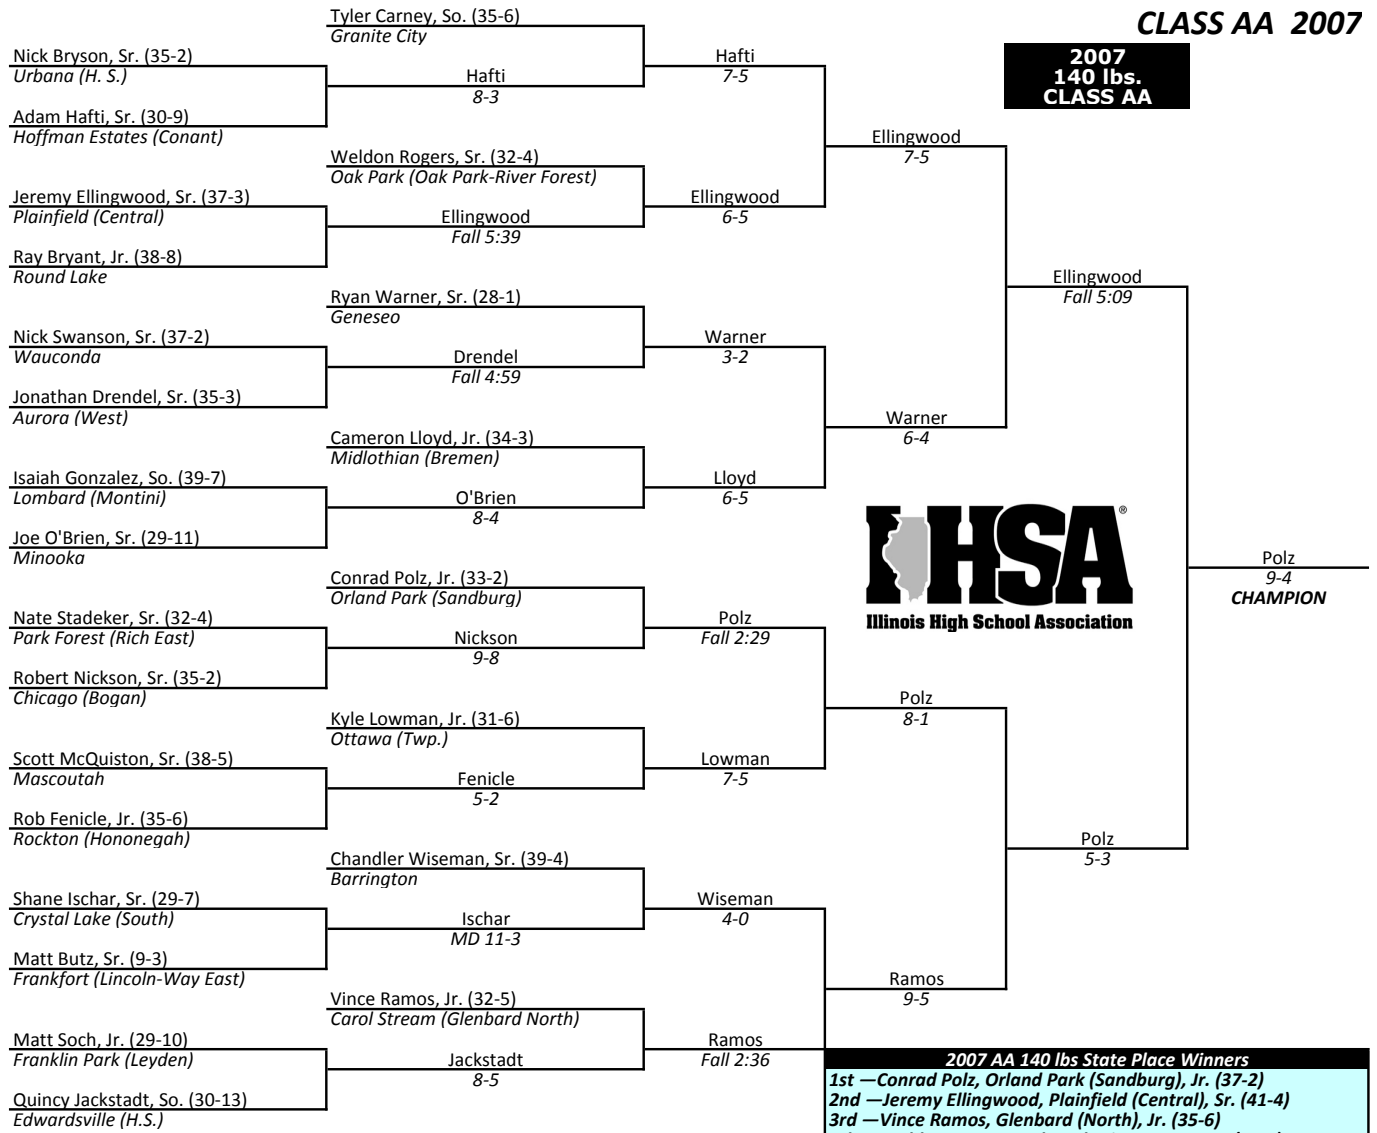 CLASS AA 2007
2007
140 lbs.
CLASS AA
Nick Bryson, Sr. (35-2)
Urbana (H. S.)
Adam Hafti, Sr. (30-9)
Hoffman Estates (Conant)
Jeremy Ellingwood, Sr. (37-3)
Plainfield (Central)
Ray Bryant, Jr. (38-8)
Round Lake
Nick Swanson, Sr. (37-2)
Wauconda
Jonathan Drendel, Sr. (35-3)
Aurora (West)
Isaiah Gonzalez, So. (39-7)
Lombard (Montini)
Joe O'Brien, Sr. (29-11)
Minooka
Nate Stadeker, Sr. (32-4)
Park Forest (Rich East)
Robert Nickson, Sr. (35-2)
Chicago (Bogan)
Scott McQuiston, Sr. (38-5)
Mascoutah
Rob Fenicle, Jr. (35-6)
Rockton (Hononegah)
Shane Ischar, Sr. (29-7)
Crystal Lake (South)
Matt Butz, Sr. (9-3)
Frankfort (Lincoln-Way East)
Matt Soch, Jr. (29-10)
Franklin Park (Leyden)
Quincy Jackstadt, So. (30-13)
Edwardsville (H.S.)
Tyler Carney, So. (35-6)
Granite City
Hafti
8-3
Weldon Rogers, Sr. (32-4)
Oak Park (Oak Park-River Forest)
Ellingwood
Fall 5:39
Ryan Warner, Sr. (28-1)
Geneseo
Drendel
Fall 4:59
Cameron Lloyd, Jr. (34-3)
Midlothian (Bremen)
O'Brien
8-4
Conrad Polz, Jr. (33-2)
Orland Park (Sandburg)
Nickson
9-8
Kyle Lowman, Jr. (31-6)
Ottawa (Twp.)
Fenicle
5-2
Chandler Wiseman, Sr. (39-4)
Barrington
Ischar
MD 11-3
Vince Ramos, Jr. (32-5)
Carol Stream (Glenbard North)
Jackstadt
8-5
Hafti
7-5
Ellingwood
6-5
Warner
3-2
Lloyd
6-5
Polz
Fall 2:29
Lowman
7-5
Wiseman
4-0
Ramos
Fall 2:36
Ellingwood
7-5
Warner
6-4
Polz
8-1
Ramos
9-5
Ellingwood
Fall 5:09
Polz
5-3
Polz
9-4
CHAMPION
IHSA®
Illinois High School Association
2007 AA 140 lbs State Place Winners
1st —Conrad Polz, Orland Park (Sandburg), Jr. (37-2)
2nd —Jeremy Ellingwood, Plainfield (Central), Sr. (41-4)
3rd —Vince Ramos, Glenbard (North), Jr. (35-6)